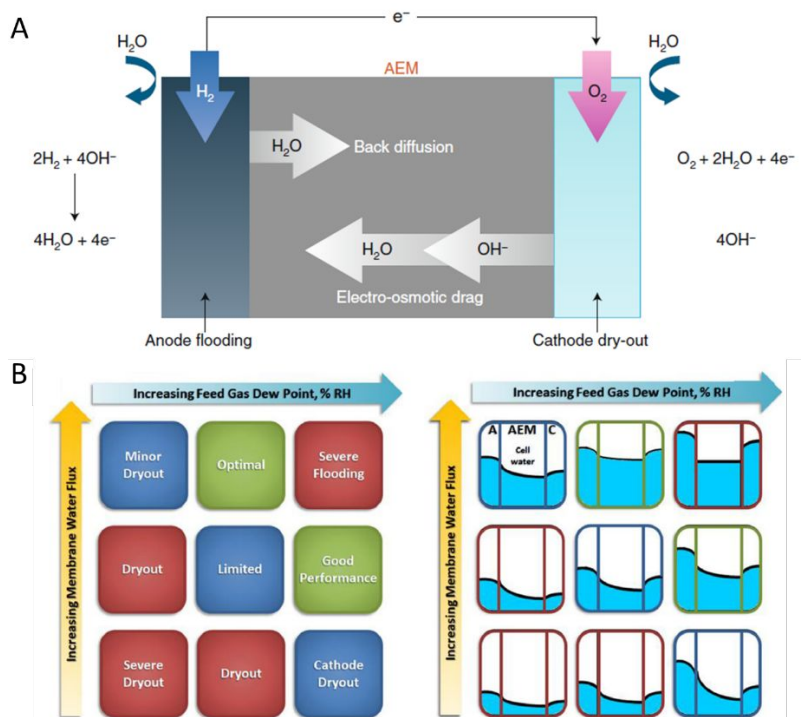 A
e⁻
H₂O
AEM
H₂O
H₂
O₂
H₂O
Back diffusion
2H₂ + 4OH⁻
O₂ + 2H₂O + 4e⁻
4H₂O + 4e⁻
H₂O
OH⁻
4OH⁻
Electro-osmotic drag
Anode flooding
Cathode dry-out
B
Increasing Feed Gas Dew Point, % RH
Increasing Membrane Water Flux
Minor
Dryout
Optimal
Severe
Flooding
Dryout
Limited
Good
Performance
Severe
Dryout
Dryout
Cathode
Dryout
Increasing Feed Gas Dew Point, % RH
Increasing Membrane Water Flux
A AEM C
Cell
water